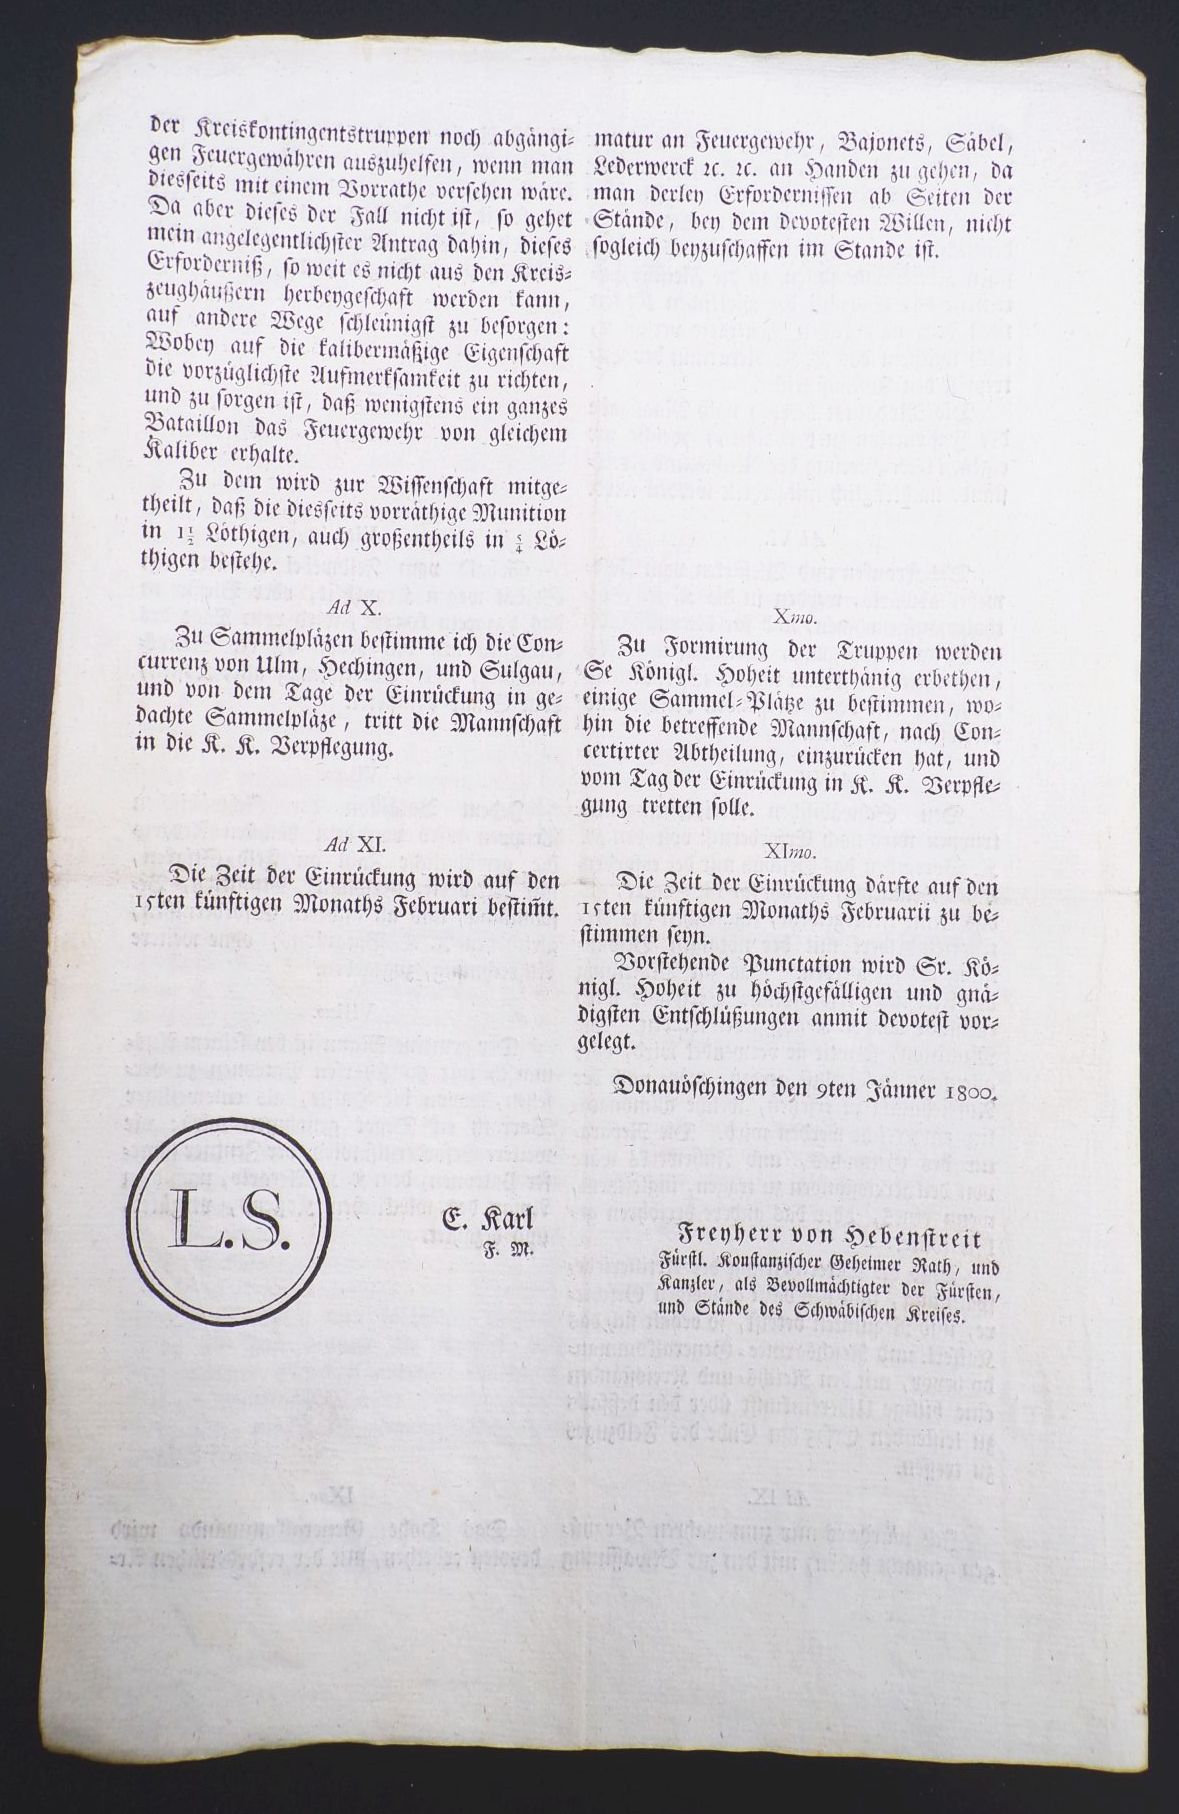 der Kreiskontingentstruppen noch abgängi-
gen Feuergewähren auszuhelfen, wenn man
diesseits mit einem Vorrathe versehen wäre.
Da aber dieses der Fall nicht ist, so gehet
mein angelegentlichster Antrag dahin, dieses
Erforderniß, so weit es nicht aus den Kreis-
zeughäußern herbeygeschaft werden kann,
auf andere Wege schleünigst zu besorgen:
Wobey auf die kalibermäßige Eigenschaft
die vorzüglichste Aufmerksamkeit zu richten,
und zu sorgen ist, daß wenigstens ein ganzes
Bataillon das Feuergewehr von gleichem
Kaliber erhalte.
Zu dem wird zur Wissenschaft mitge-
theilt, daß die diesseits vorräthige Munition
in 1½ Löthigen, auch großentheils in 5/4 Lö-
thigen bestehe.
Ad X.
Zu Sammelpläzen bestimme ich die Con-
currenz von Ulm, Hechingen, und Sulgau,
und von dem Tage der Einrückung in ge-
dachte Sammelpläze, tritt die Mannschaft
in die K. K. Verpflegung.
Ad XI.
Die Zeit der Einrückung wird auf den
15ten künftigen Monaths Februari bestim̄t.
L.S.
E. Karl
F. M.
matur an Feuergewehr, Bajonets, Säbel,
Lederwerck ꝛc. ꝛc. an Handen zu gehen, da
man derley Erfordernissen ab Seiten der
Stände, bey dem devotesten Willen, nicht
sogleich beyzuschaffen im Stande ist.
Xmo.
Zu Formirung der Truppen werden
Se Königl. Hoheit unterthänig erbethen,
einige Sammel-Plätze zu bestimmen, wo-
hin die betreffende Mannschaft, nach Con-
certirter Abtheilung, einzurücken hat, und
vom Tag der Einrückung in K. K. Verpfle-
gung tretten solle.
XImo.
Die Zeit der Einrückung därfte auf den
15ten künftigen Monaths Februarii zu be-
stimmen seyn.
Vorstehende Punctation wird Sr. Kö-
nigl. Hoheit zu höchstgefälligen und gnä-
digsten Entschlüßungen anmit devotest vor-
gelegt.
Donauöschingen den 9ten Jänner 1800.
Freyherr von Hebenstreit
Fürstl. Konstanzischer Geheimer Rath, und
Kanzler, als Bevollmächtigter der Fürsten,
und Stände des Schwäbischen Kreises.